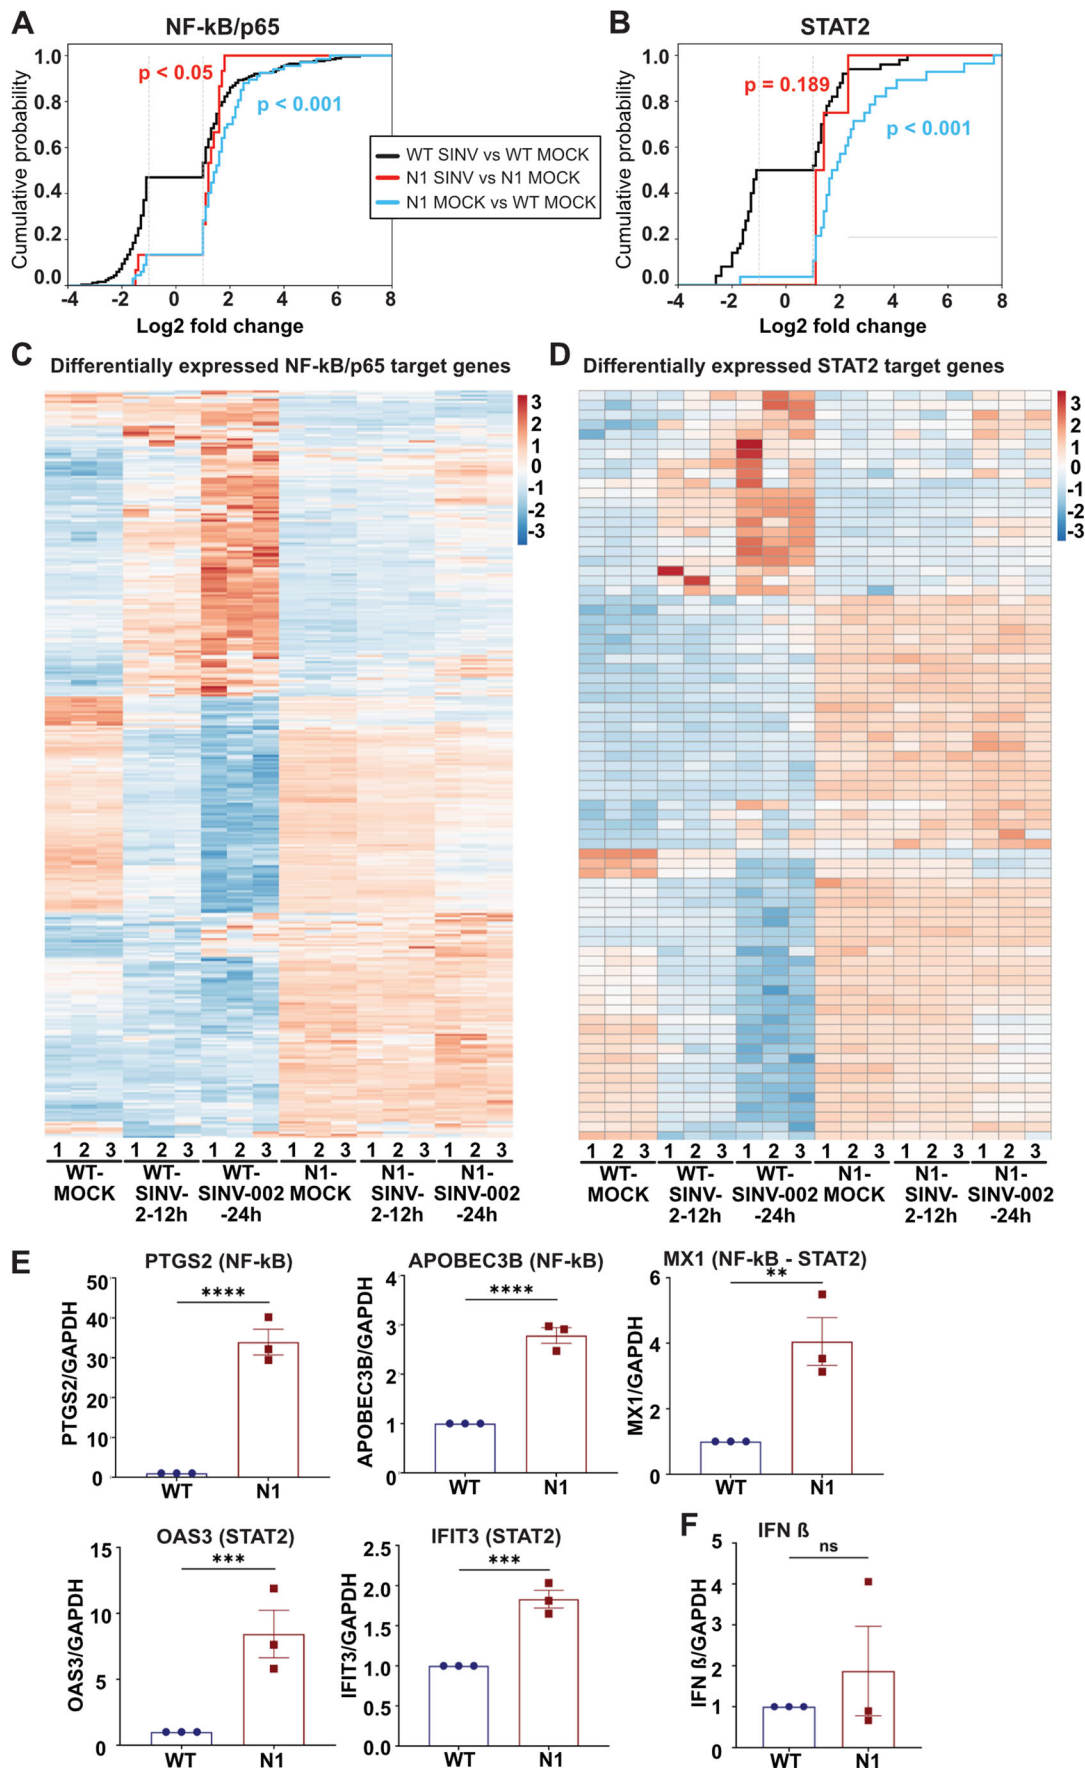 A
NF-kB/p65
Cumulative probability
1.0
0.8
0.6
0.4
0.2
0.0
p < 0.05
p < 0.001
-4 -2 0 2 4 6 8
Log2 fold change
B
STAT2
Cumulative probability
1.0
0.8
0.6
0.4
0.2
0.0
p = 0.189
p < 0.001
-4 -2 0 2 4 6 8
Log2 fold change
WT SINV vs WT MOCK
N1 SINV vs N1 MOCK
N1 MOCK vs WT MOCK
C
Differentially expressed NF-kB/p65 target genes
3
2
1
0
-1
-2
-3
1 2 3 1 2 3 1 2 3 1 2 3 1 2 3 1 2 3
WT- WT- WT- N1- N1- N1-
MOCK SINV- SINV-002 MOCK SINV- SINV-002
2-12h -24h 2-12h -24h
D
Differentially expressed STAT2 target genes
3
2
1
0
-1
-2
-3
1 2 3 1 2 3 1 2 3 1 2 3 1 2 3 1 2 3
WT- WT- WT- N1- N1- N1-
MOCK SINV- SINV-002 MOCK SINV- SINV-002
2-12h -24h 2-12h -24h
E
PTGS2 (NF-kB)
PTGS2/GAPDH
50
40
30
20
10
0
****
WT N1
APOBEC3B (NF-kB)
APOBEC3B/GAPDH
4
3
2
1
0
****
WT N1
MX1 (NF-kB - STAT2)
MX1/GAPDH
6
4
2
0
**
WT N1
OAS3 (STAT2)
OAS3/GAPDH
15
10
5
0
***
WT N1
IFIT3 (STAT2)
IFIT3/GAPDH
2.5
2.0
1.5
1.0
0.5
0.0
***
WT N1
F
IFN ß
IFN ß/GAPDH
5
4
3
2
1
0
ns
WT N1